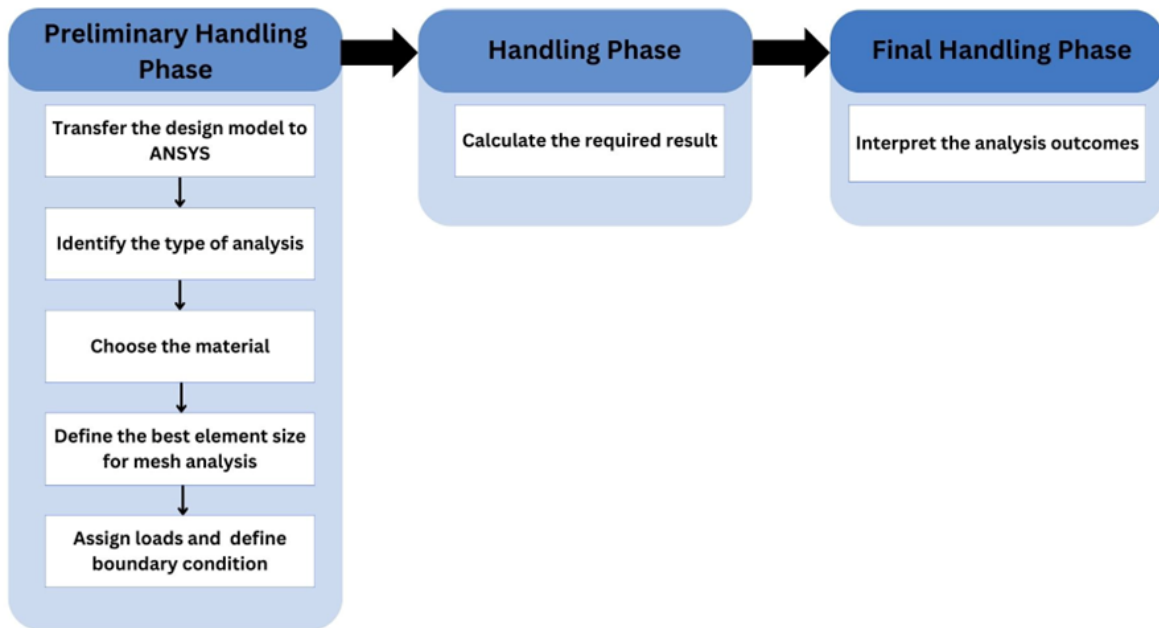 Preliminary Handling
Phase
Transfer the design model to
ANSYS
Identify the type of analysis
Choose the material
Define the best element size
for mesh analysis
Assign loads and define
boundary condition
Handling Phase
Calculate the required result
Final Handling Phase
Interpret the analysis outcomes